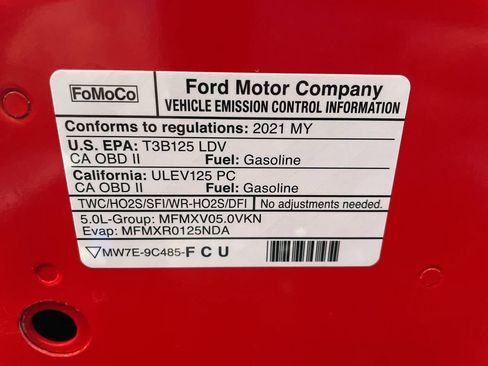 FoMoCo
Ford Motor Company
VEHICLE EMISSION CONTROL INFORMATION
Conforms to regulations: 2021 MY
U.S. EPA: T3B125 LDV
CA OBD II Fuel: Gasoline
California: ULEV125 PC
CA OBD II Fuel: Gasoline
TWC/HO2S/SFI/WR-HO2S/DFI No adjustments needed.
5.0L-Group: MFMXV05.0VKN
Evap: MFMXR0125NDA
MW7E-9C485-F C U